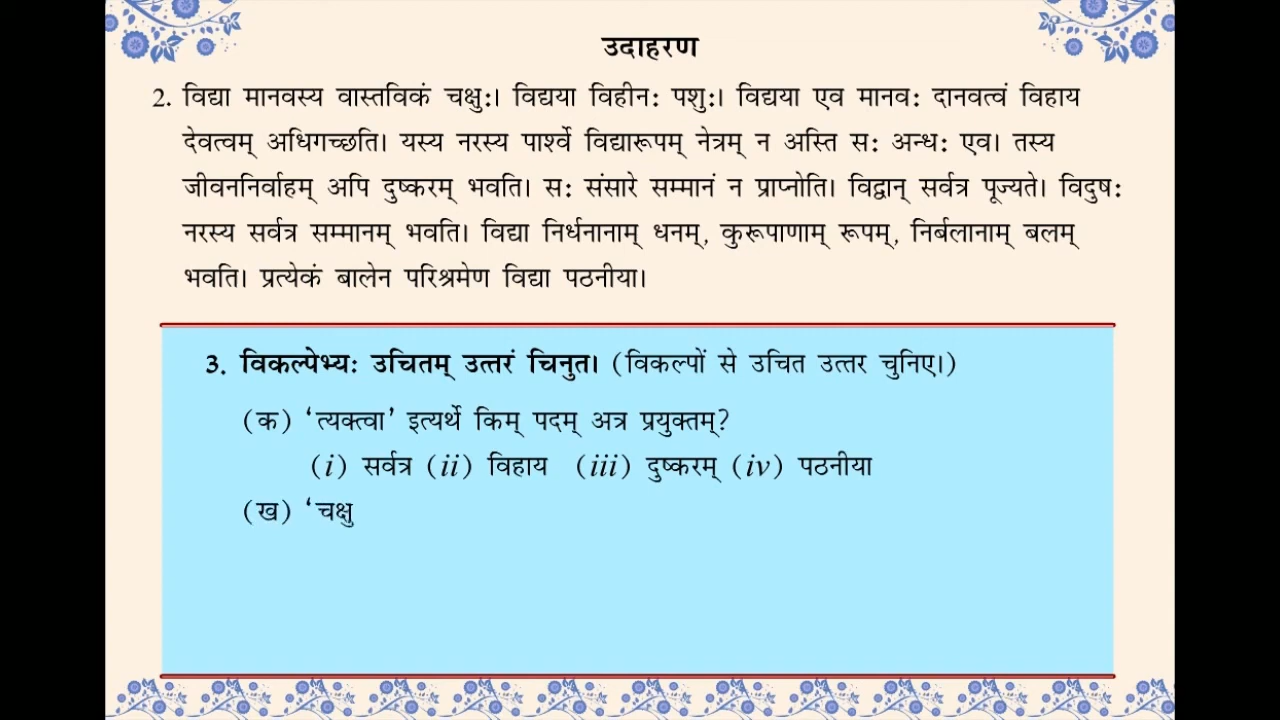 उदाहरण
2. विद्या मानवस्य वास्तविकं चक्षुः। विद्यया विहीनः पशुः। विद्यया एव मानवः दानवत्वं विहाय
देवत्वम् अधिगच्छति। यस्य नरस्य पार्श्वे विद्यारूपम् नेत्रम् न अस्ति सः अन्धः एव। तस्य
जीवननिर्वाहम् अपि दुष्करम् भवति। सः संसारे सम्मानं न प्राप्नोति। विद्वान् सर्वत्र पूज्यते। विदुषः
नरस्य सर्वत्र सम्मानम् भवति। विद्या निर्धनानाम् धनम्, कुरूपाणाम् रूपम्, निर्बलानाम् बलम्
भवति। प्रत्येकं बालेन परिश्रमेण विद्या पठनीया।
3. विकल्पेभ्यः उचितम् उत्तरं चिनुत। (विकल्पों से उचित उत्तर चुनिए।)
(क) ‘त्यक्त्वा’ इत्यर्थे किम् पदम् अत्र प्रयुक्तम्?
(i) सर्वत्र (ii) विहाय (iii) दुष्करम् (iv) पठनीया
(ख) ‘चक्षु